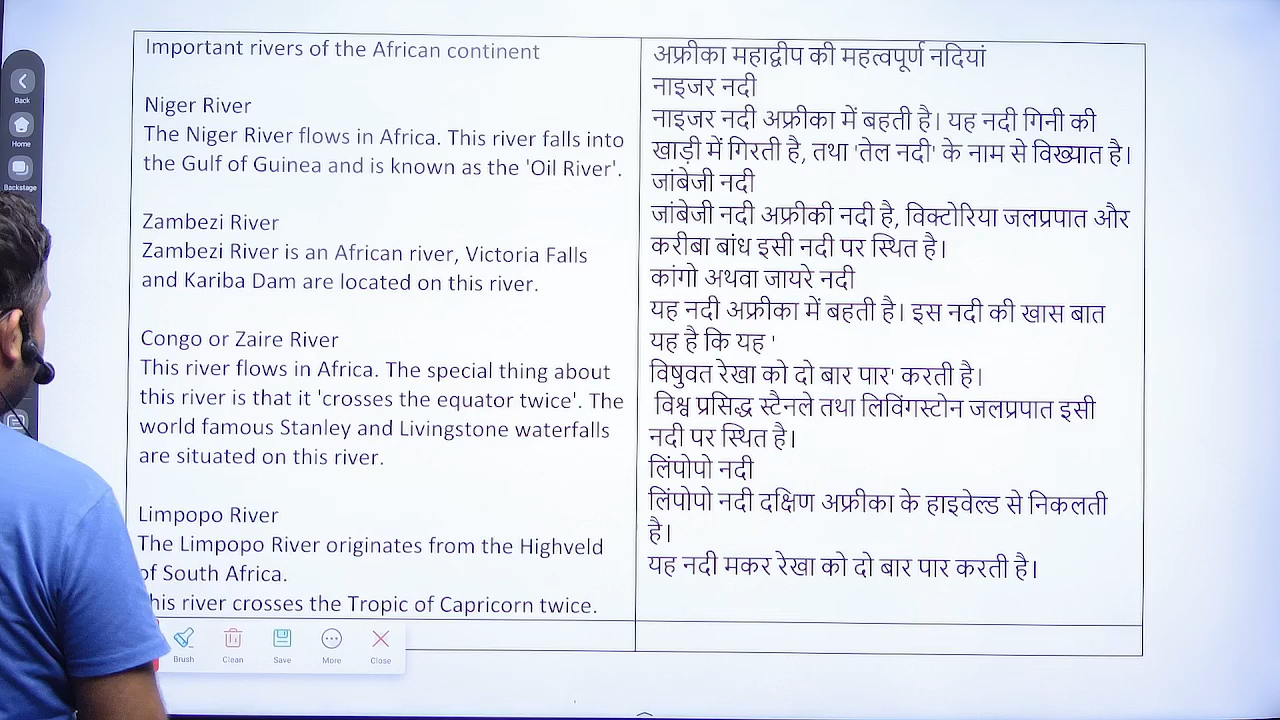 Important rivers of the African continent
Niger River
The Niger River flows in Africa. This river falls into
the Gulf of Guinea and is known as the 'Oil River'.
Zambezi River
Zambezi River is an African river, Victoria Falls
and Kariba Dam are located on this river.
Congo or Zaire River
This river flows in Africa. The special thing about
this river is that it 'crosses the equator twice'. The
world famous Stanley and Livingstone waterfalls
are situated on this river.
Limpopo River
The Limpopo River originates from the Highveld
of South Africa.
his river crosses the Tropic of Capricorn twice.
अफ्रीका महाद्वीप की महत्वपूर्ण नदियां
नाइजर नदी
नाइजर नदी अफ्रीका में बहती है। यह नदी गिनी की
खाड़ी में गिरती है, तथा 'तेल नदी' के नाम से विख्यात है।
जांबेजी नदी
जांबेजी नदी अफ्रीकी नदी है, विक्टोरिया जलप्रपात और
करीबा बांध इसी नदी पर स्थित है।
कांगो अथवा जायरे नदी
यह नदी अफ्रीका में बहती है। इस नदी की खास बात
यह है कि यह '
विषुवत रेखा को दो बार पार' करती है।
विश्व प्रसिद्ध स्टैनले तथा लिविंगस्टोन जलप्रपात इसी
नदी पर स्थित है।
लिंपोपो नदी
लिंपोपो नदी दक्षिण अफ्रीका के हाइवेल्ड से निकलती
है।
यह नदी मकर रेखा को दो बार पार करती है।
Back
Home
Backstage
Brush Clean Save More Close